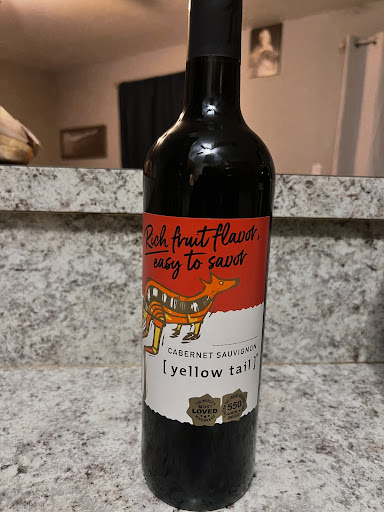 Rich fruit flavor,
easy to savor
CABERNET SAUVIGNON
[ yellow tail ]
LOVED
550